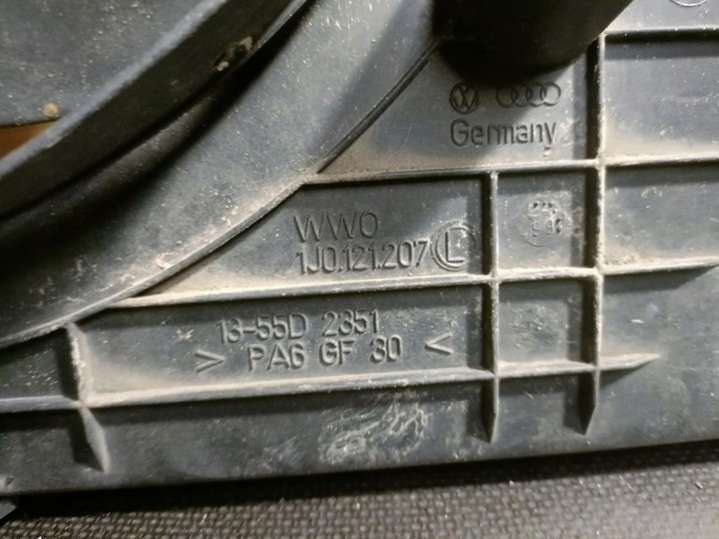 Germany
WWO
1J0.121.207 L
13-55D 2351
> PA6 GF 30 <